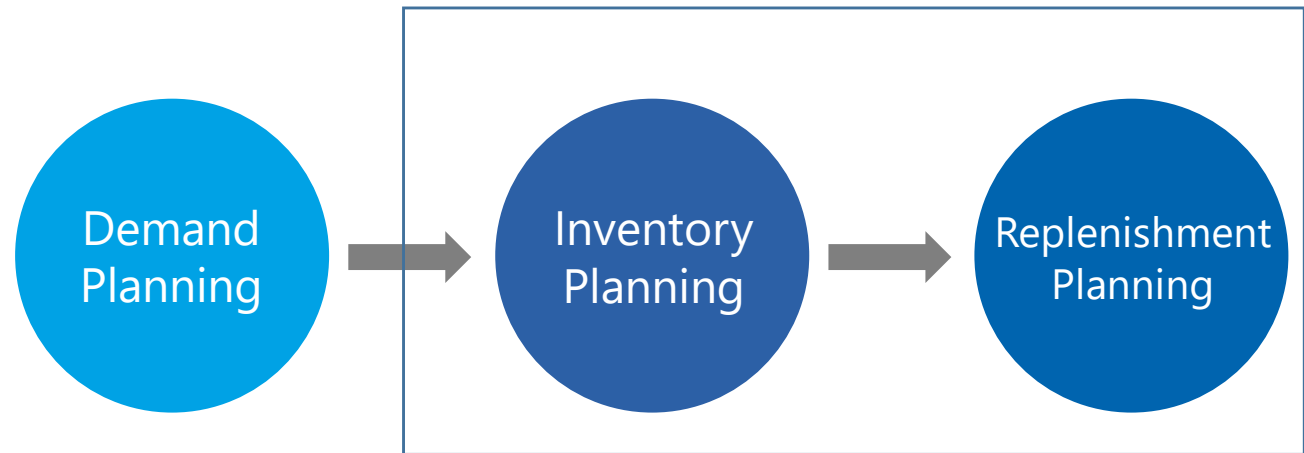 Demand
Planning
Inventory
Planning
Replenishment
Planning